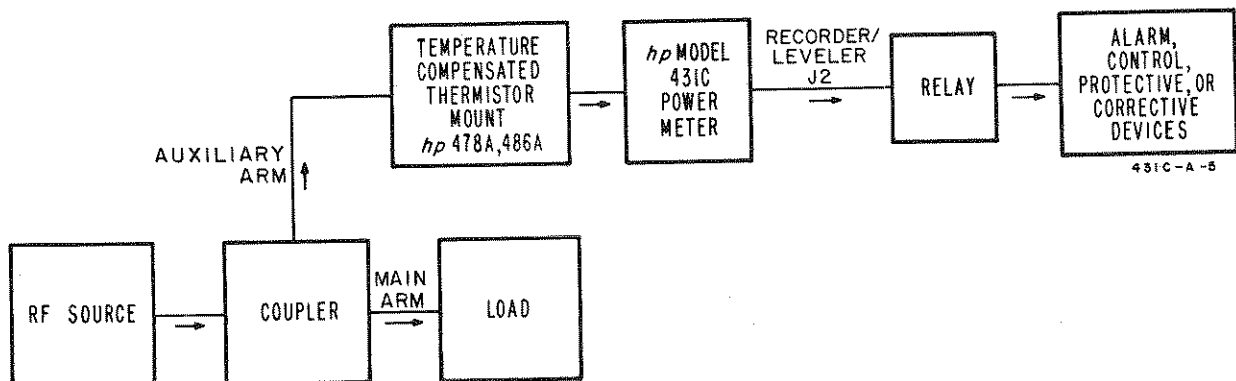 TEMPERATURE
COMPENSATED
THERMISTOR
MOUNT
hp 478A, 486A
hp MODEL
431C
POWER
METER
RECORDER/
LEVELER
J2
RELAY
ALARM,
CONTROL,
PROTECTIVE, OR
CORRECTIVE
DEVICES
431C-A-5
AUXILIARY
ARM
RF SOURCE
COUPLER
MAIN
ARM
LOAD